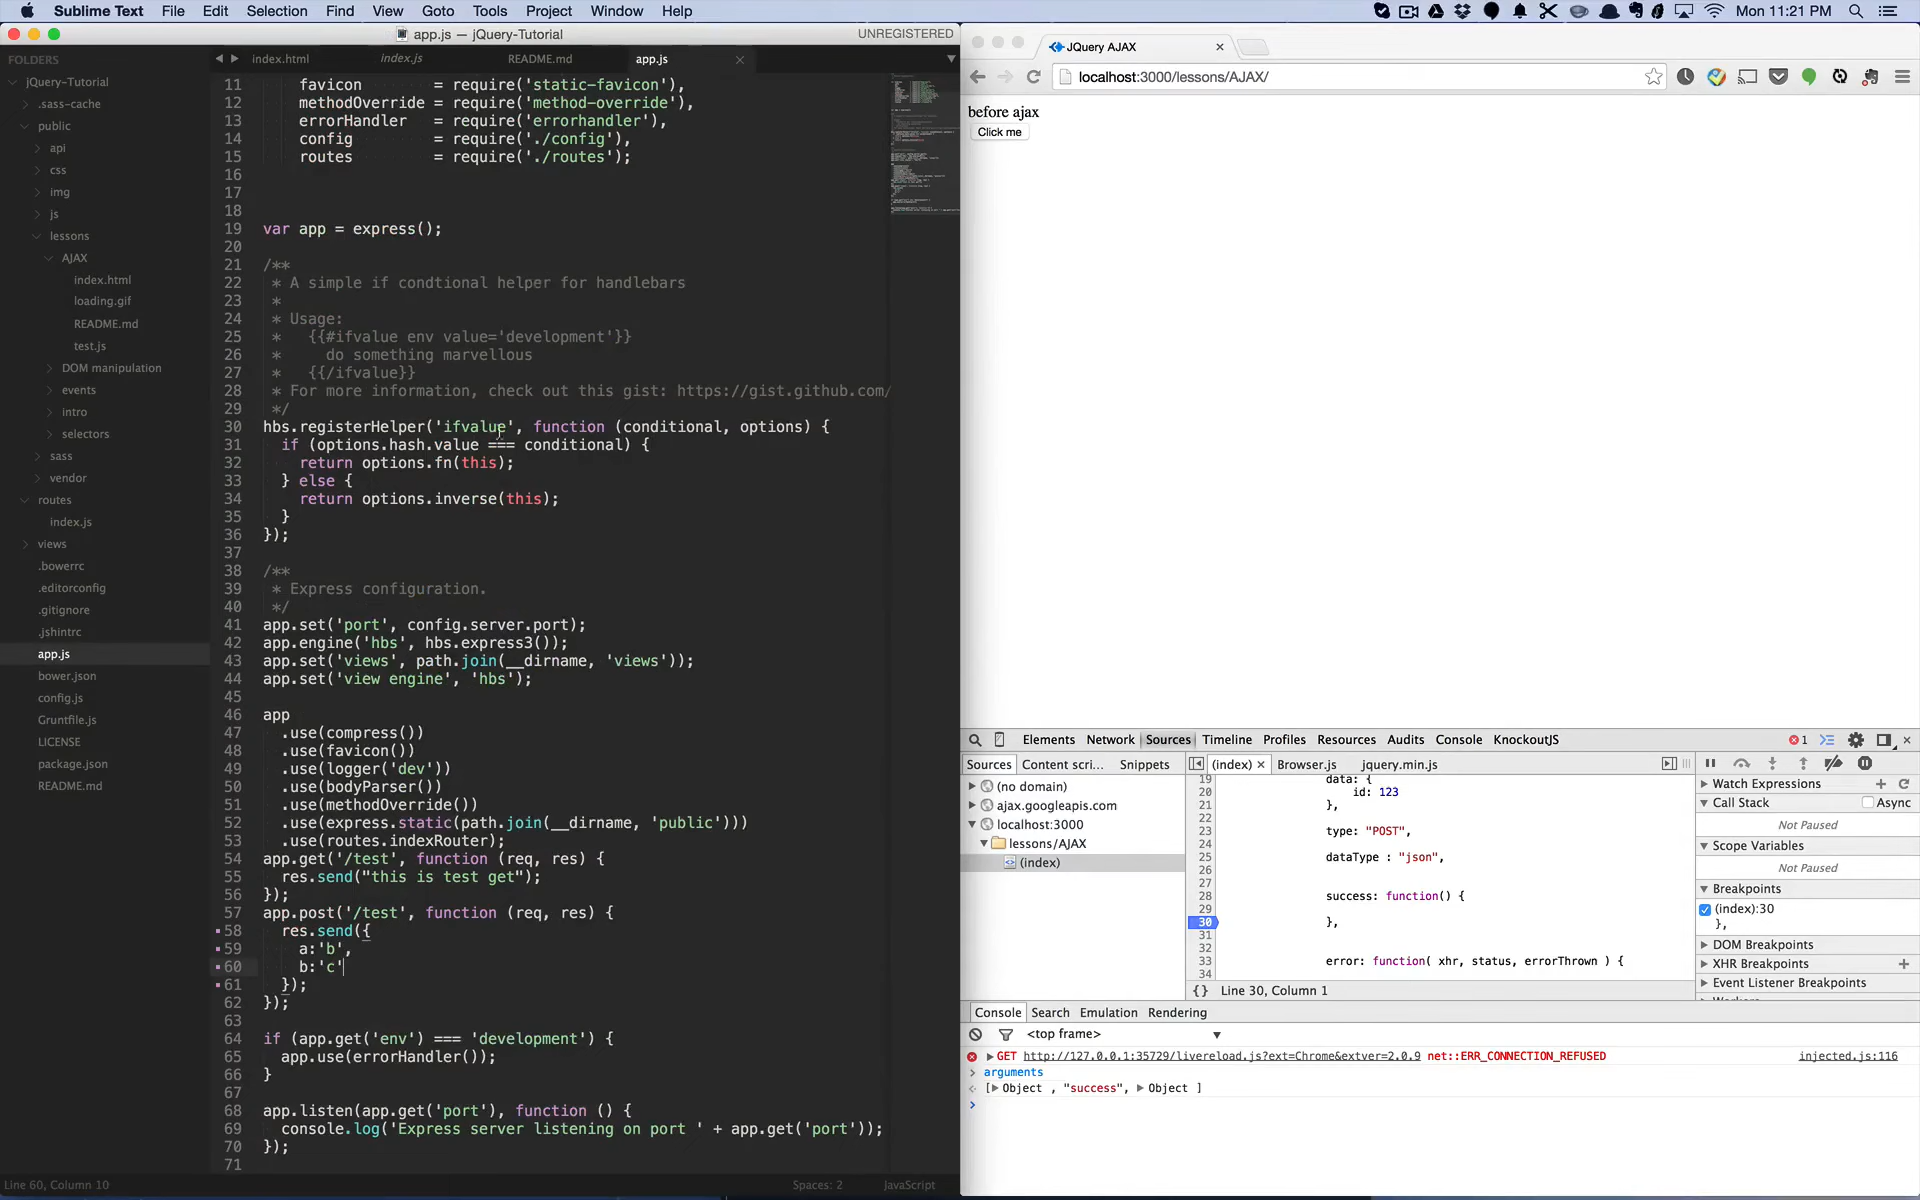 Sublime Text File Edit Selection Find View Goto Tools Project Window Help Mon 11:21 PM
app.js — jQuery-Tutorial UNREGISTERED
FOLDERS
jQuery-Tutorial
.sass-cache
public
api
css
img
js
lessons
AJAX
index.html
loading.gif
README.md
test.js
DOM manipulation
events
intro
selectors
sass
vendor
routes
index.js
views
.bowerrc
.editorconfig
.gitignore
.jshintrc
app.js
bower.json
config.js
Gruntfile.js
LICENSE
package.json
README.md
index.html index.js README.md app.js
11 favicon = require('static-favicon'),
12 methodOverride = require('method-override'),
13 errorHandler = require('errorhandler'),
14 config = require('./config'),
15 routes = require('./routes');
16
17
18
19 var app = express();
20
21 /**
22 * A simple if condtional helper for handlebars
23 *
24 * Usage:
25 * {{#ifvalue env value='development'}}
26 * do something marvellous
27 * {{/ifvalue}}
28 * For more information, check out this gist: https://gist.github.com/
29 */
30 hbs.registerHelper('ifvalue', function (conditional, options) {
31 if (options.hash.value === conditional) {
32 return options.fn(this);
33 } else {
34 return options.inverse(this);
35 }
36 });
37
38 /**
39 * Express configuration.
40 */
41 app.set('port', config.server.port);
42 app.engine('hbs', hbs.express3());
43 app.set('views', path.join(__dirname, 'views'));
44 app.set('view engine', 'hbs');
45
46 app
47 .use(compress())
48 .use(favicon())
49 .use(logger('dev'))
50 .use(bodyParser())
51 .use(methodOverride())
52 .use(express.static(path.join(__dirname, 'public')))
53 .use(routes.indexRouter);
54 app.get('/test', function (req, res) {
55 res.send("this is test get");
56 });
57 app.post('/test', function (req, res) {
58 res.send({
59 a:'b',
60 b:'c'
61 });
62 });
63
64 if (app.get('env') === 'development') {
65 app.use(errorHandler());
66 }
67
68 app.listen(app.get('port'), function () {
69 console.log('Express server listening on port ' + app.get('port'));
70 });
71
Line 60, Column 10 Spaces: 2 JavaScript
JQuery AJAX
localhost:3000/lessons/AJAX/
before ajax
Click me
Elements Network Sources Timeline Profiles Resources Audits Console KnockoutJS 1
Sources Content scri... Snippets (index) Browser.js jquery.min.js
(no domain)
ajax.googleapis.com
localhost:3000
lessons/AJAX
(index)
19 data: {
20 id: 123
21 },
22
23 type: "POST",
24
25 dataType : "json",
26
27
28 success: function() {
29
30 },
31
32
33 error: function( xhr, status, errorThrown ) {
34
{} Line 30, Column 1
Watch Expressions
Call Stack Async
Not Paused
Scope Variables
Not Paused
Breakpoints
(index):30
},
DOM Breakpoints
XHR Breakpoints
Event Listener Breakpoints
Console Search Emulation Rendering
<top frame>
GET http://127.0.0.1:35729/livereload.js?ext=Chrome&extver=2.0.9 net::ERR_CONNECTION_REFUSED injected.js:116
arguments
[Object , "success", Object ]